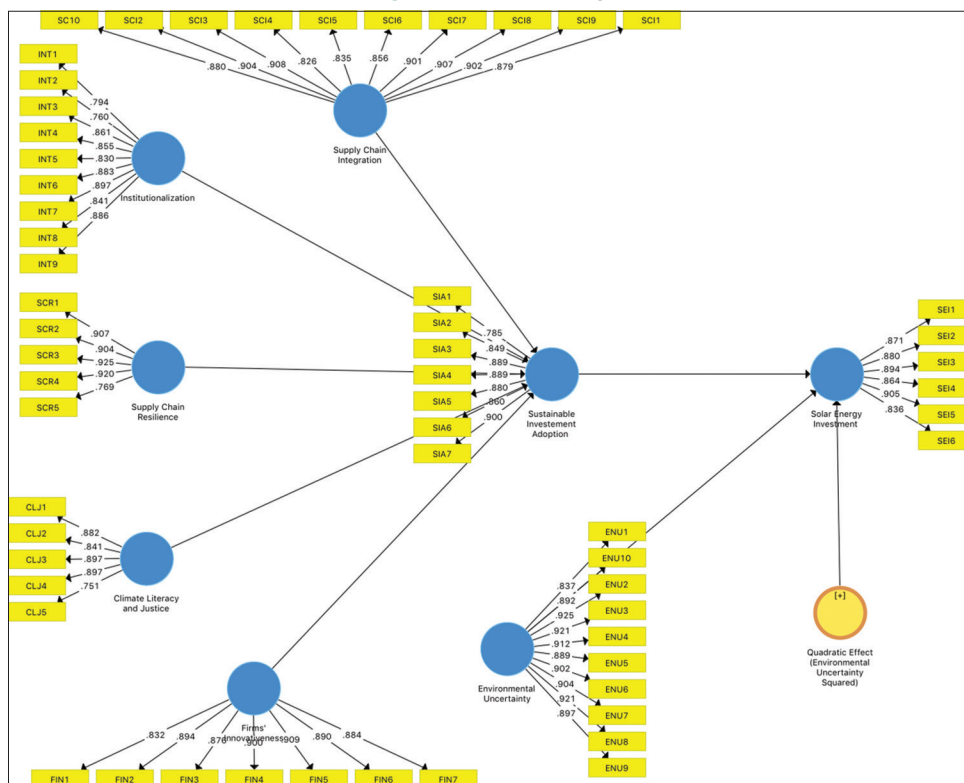 SC10 SCI2 SCI3 SCI4 SCI5 SCI6 SCI7 SCI8 SCI9 SCI1
.880 .904 .908 .826 .835 .856 .901 .907 .902 .879
Supply Chain
Integration
INT1
INT2
INT3
INT4
INT5
INT6
INT7
INT8
INT9
.794
.760
.861
.855
.830
.883
.897
.841
.886
Institutionalization
SCR1
SCR2
SCR3
SCR4
SCR5
.907
.904
.925
.920
.769
Supply Chain
Resilience
SIA1
SIA2
SIA3
SIA4
SIA5
SIA6
SIA7
.785
.849
.889
.889
.880
.860
.900
Sustainable
Investement
Adoption
SEI1
SEI2
SEI3
SEI4
SEI5
SEI6
.871
.880
.894
.864
.905
.836
Solar Energy
Investment
CLJ1
CLJ2
CLJ3
CLJ4
CLJ5
.882
.841
.897
.897
.751
Climate Literacy
and Justice
ENU1
ENU10
ENU2
ENU3
ENU4
ENU5
ENU6
ENU7
ENU8
ENU9
.837
.892
.925
.921
.912
.889
.902
.904
.921
.897
Environmental
Uncertainty
[+]
Quadratic Effect
(Environmental
Uncertainty
Squared)
Firms'
Innovativeness
.832 .894 .900 .909 .890 .884
FIN1 FIN2 FIN3 FIN4 FIN5 FIN6 FIN7